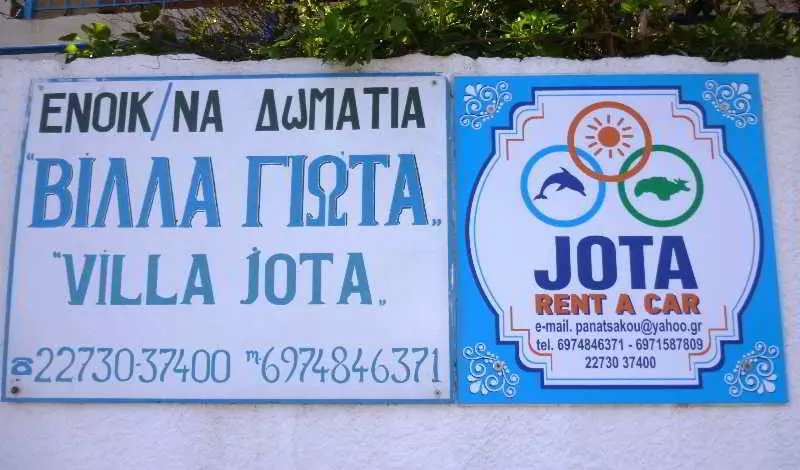 ΕΝΟΙΚ/ΝΑ ΔωΜΑΤΙΑ
"ΒΙΛΛΑ ΓΙΩΤΑ"
"VILLA JOTA"
☎22730-37400 m. 6974846371
JOTA
RENT A CAR
e-mail. panatsakou@yahoo.gr
tel. 6974846371 - 6971587809
22730 37400